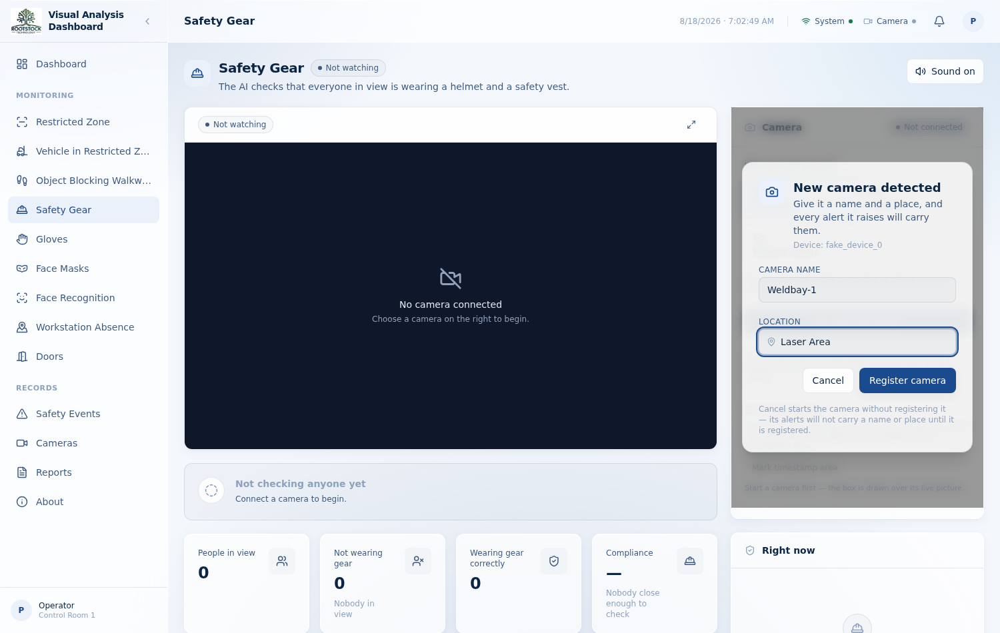 ROOTSTOCK
TECHNOLOGY
Visual Analysis
Dashboard
Safety Gear
8/18/2026 · 7:02:49 AM
System
Camera
P
Dashboard
MONITORING
Restricted Zone
Vehicle in Restricted Z...
Object Blocking Walkw...
Safety Gear
Gloves
Face Masks
Face Recognition
Workstation Absence
Doors
RECORDS
Safety Events
Cameras
Reports
About
P
Operator
Control Room 1
Safety Gear
Not watching
The AI checks that everyone in view is wearing a helmet and a safety vest.
Sound on
Not watching
No camera connected
Choose a camera on the right to begin.
Not checking anyone yet
Connect a camera to begin.
People in view
0
Not wearing
gear
0
Nobody in
view
Wearing gear
correctly
0
Compliance
—
Nobody close
enough to
check
Camera
Not connected
New camera detected
Give it a name and a place, and
every alert it raises will carry
them.
Device: fake_device_0
CAMERA NAME
Weldbay-1
LOCATION
Laser Area
Cancel
Register camera
Cancel starts the camera without registering it
— its alerts will not carry a name or place until it
is registered.
Mark timestamp area
Start a camera first — the box is drawn over its live picture.
Right now